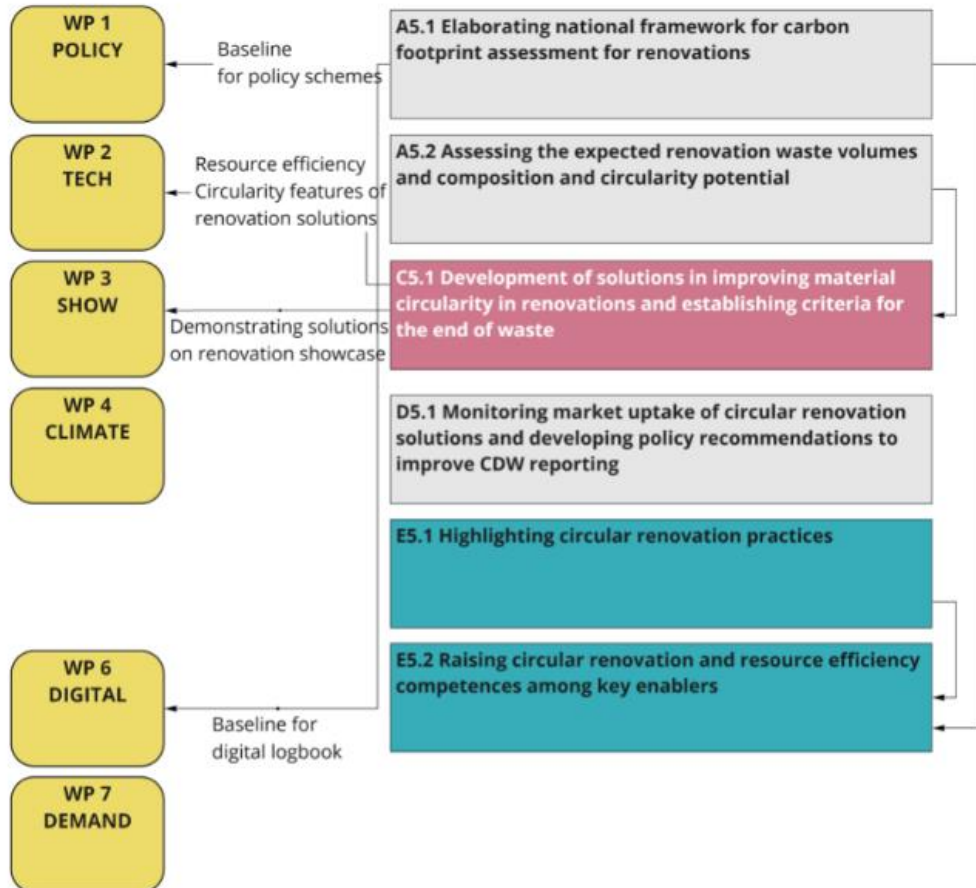 WP 1
POLICY
Baseline
for policy schemes
A5.1 Elaborating national framework for carbon
footprint assessment for renovations
WP 2
TECH
Resource efficiency
Circularity features of
renovation solutions
A5.2 Assessing the expected renovation waste volumes
and composition and circularity potential
WP 3
SHOW
Demonstrating solutions
on renovation showcase
C5.1 Development of solutions in improving material
circularity in renovations and establishing criteria for
the end of waste
WP 4
CLIMATE
D5.1 Monitoring market uptake of circular renovation
solutions and developing policy recommendations to
improve CDW reporting
E5.1 Highlighting circular renovation practices
WP 6
DIGITAL
Baseline for
digital logbook
E5.2 Raising circular renovation and resource efficiency
competences among key enablers
WP 7
DEMAND